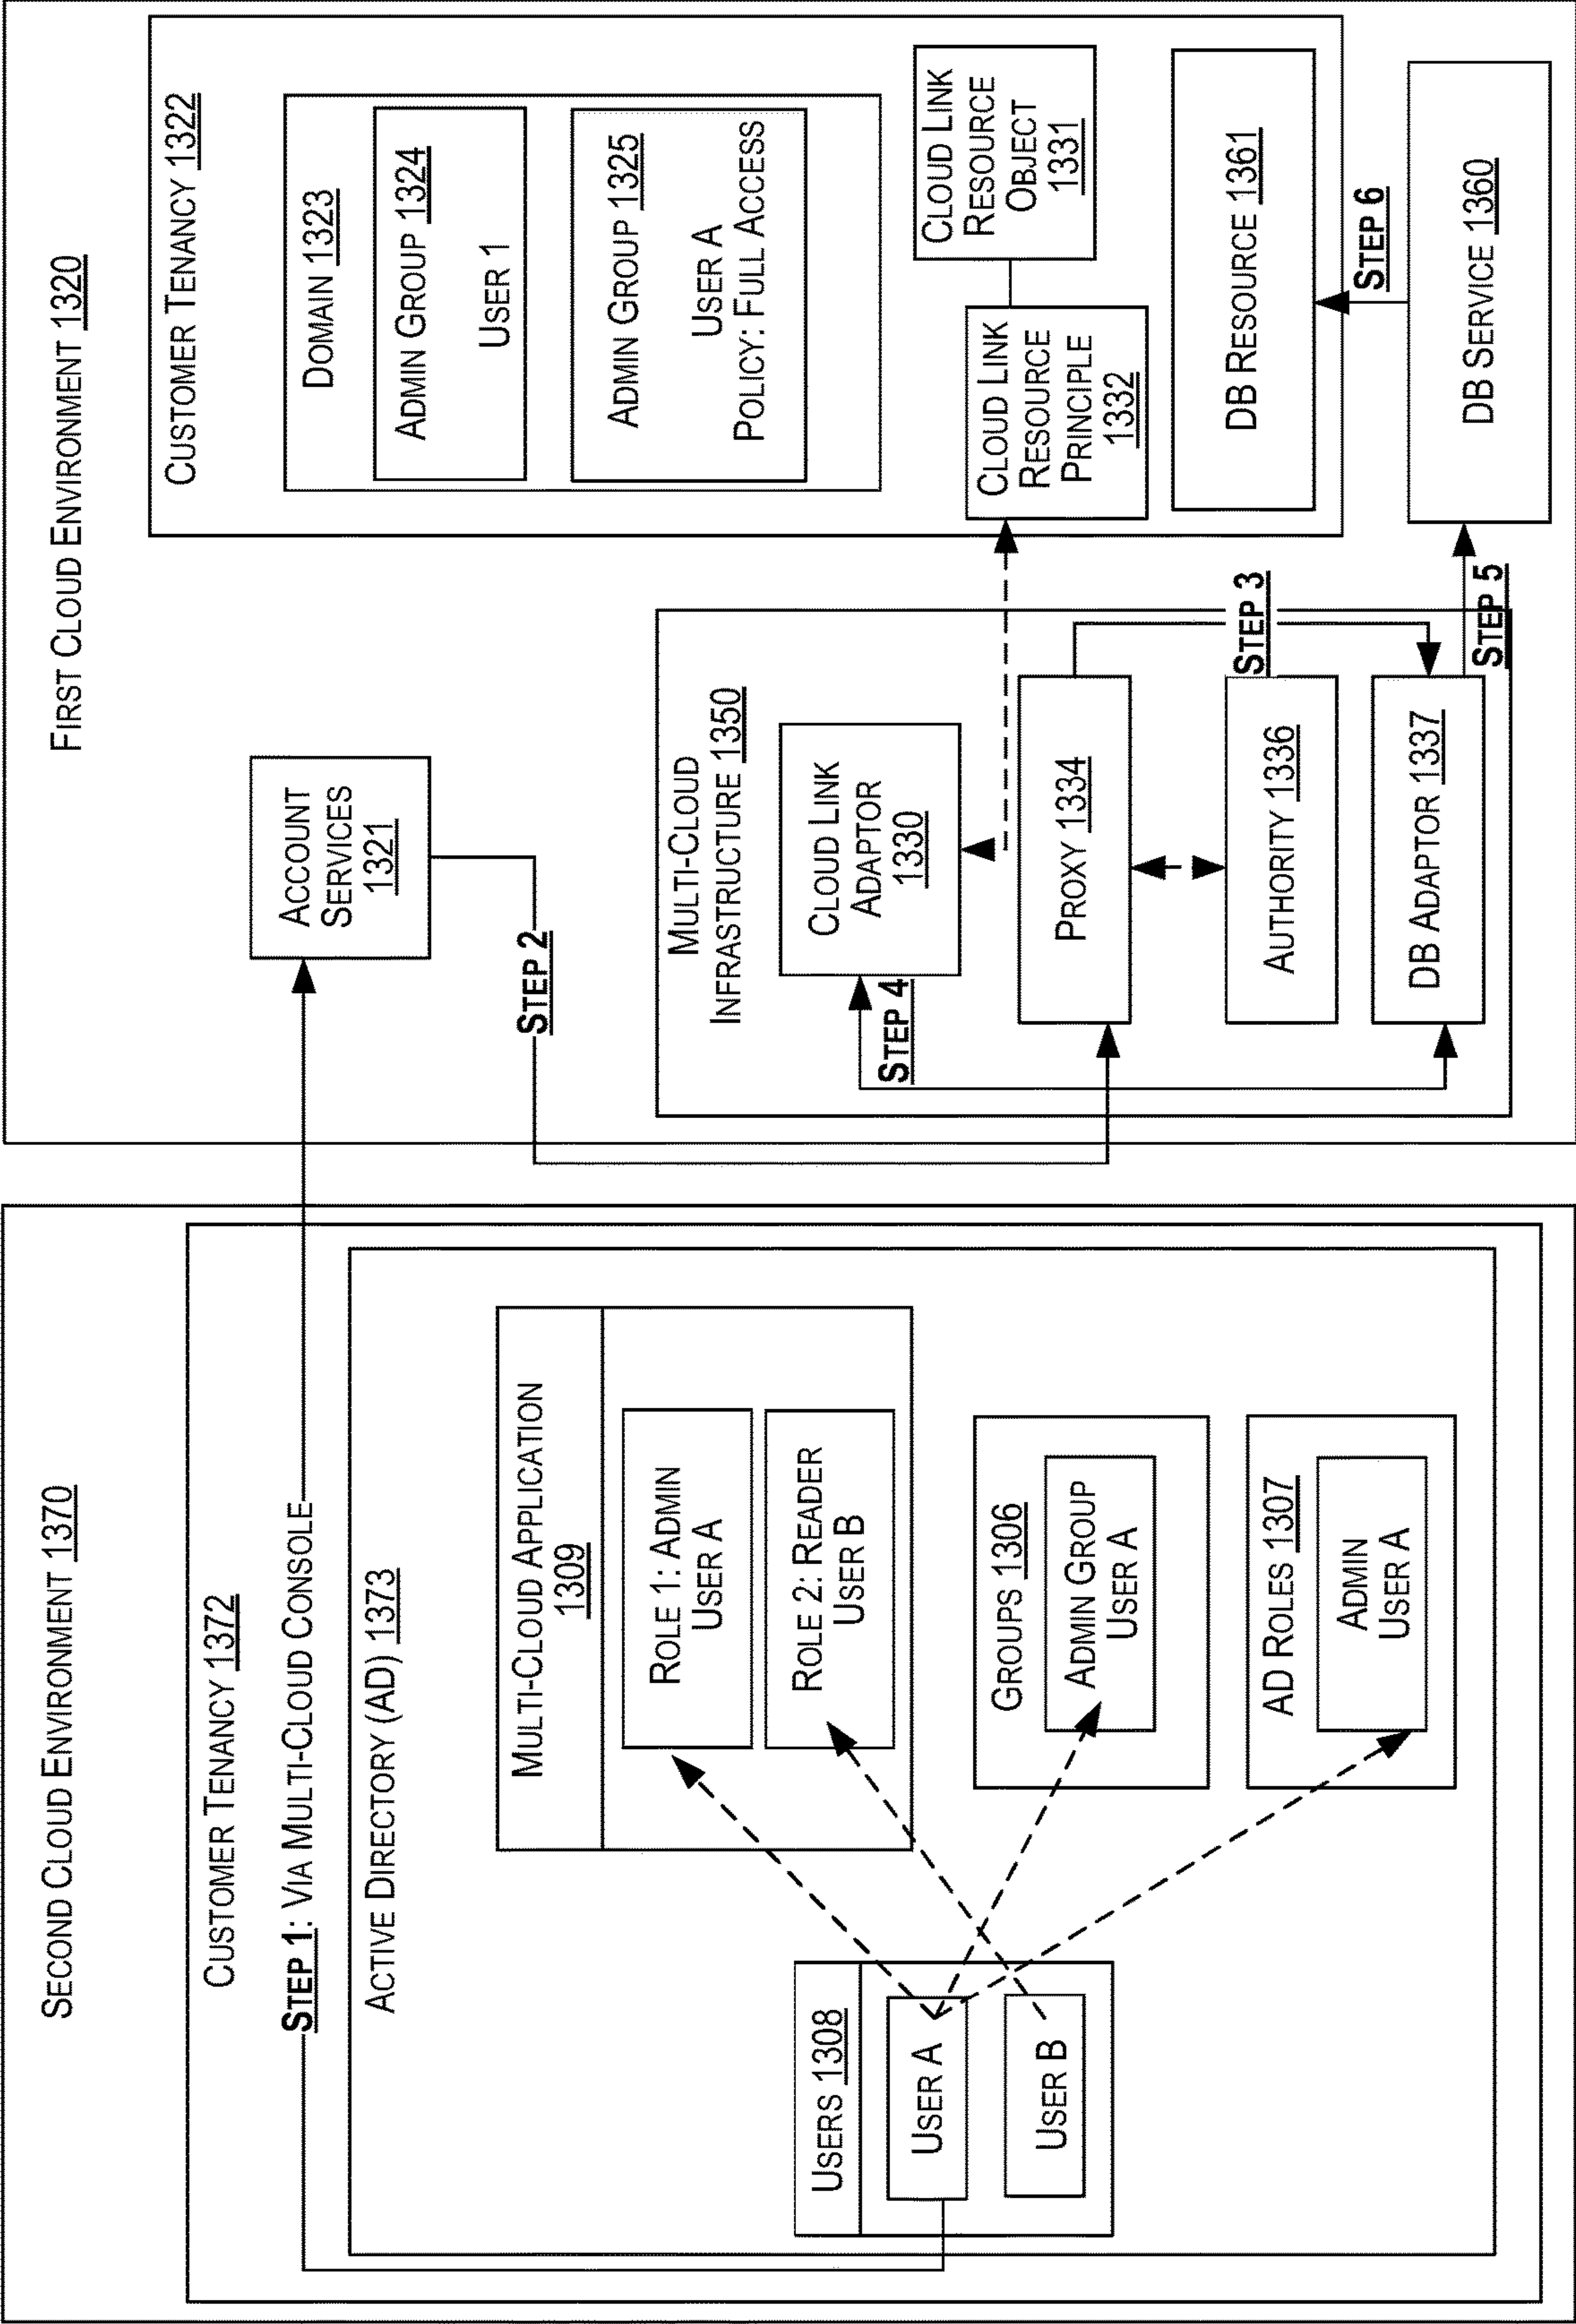 SECOND CLOUD ENVIRONMENT 1370
CUSTOMER TENANCY 1372
STEP 1: VIA MULTI-CLOUD CONSOLE
ACTIVE DIRECTORY (AD) 1373
USERS 1308
USER A
USER B
MULTI-CLOUD APPLICATION
1309
ROLE 1: ADMIN
USER A
ROLE 2: READER
USER B
GROUPS 1306
ADMIN GROUP
USER A
AD ROLES 1307
ADMIN
USER A
FIRST CLOUD ENVIRONMENT 1320
ACCOUNT
SERVICES
1321
STEP 2
MULTI-CLOUD
INFRASTRUCTURE 1350
CLOUD LINK
ADAPTOR
1330
STEP 4
PROXY 1334
STEP 3
AUTHORITY 1336
DB ADAPTOR 1337
STEP 5
CUSTOMER TENANCY 1322
DOMAIN 1323
ADMIN GROUP 1324
USER 1
ADMIN GROUP 1325
USER A
POLICY: FULL ACCESS
CLOUD LINK
RESOURCE
PRINCIPLE
1332
CLOUD LINK
RESOURCE
OBJECT
1331
DB RESOURCE 1361
STEP 6
DB SERVICE 1360